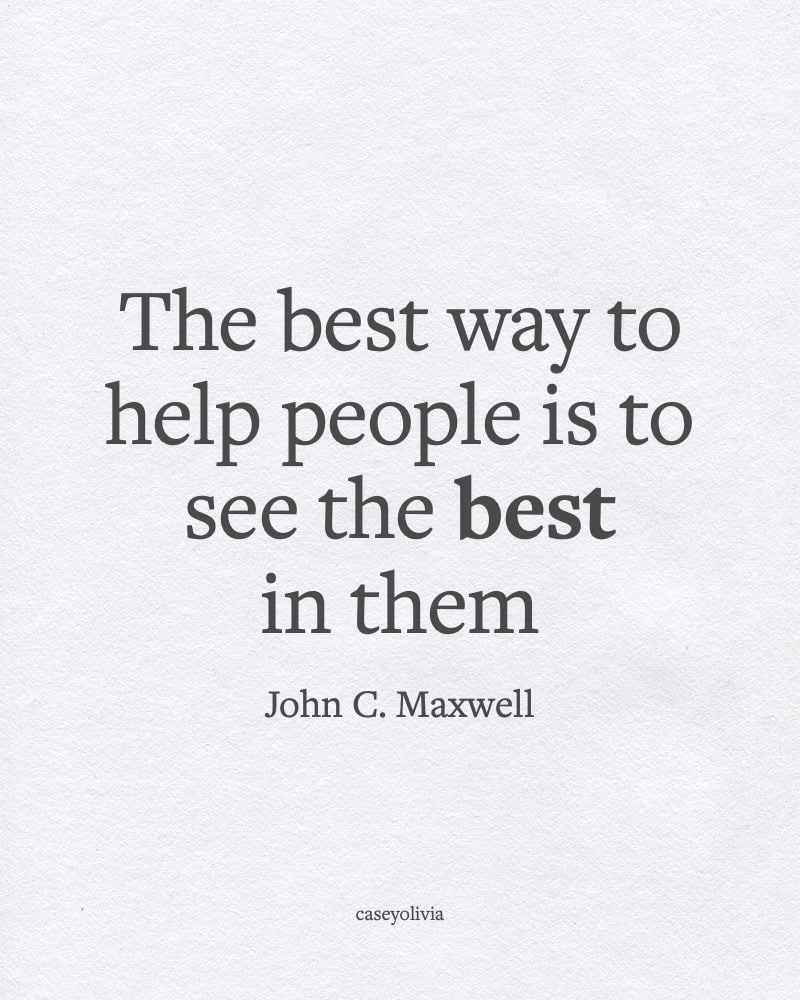 The best way to
help people is to
see the best
in them
John C. Maxwell
caseyolivia